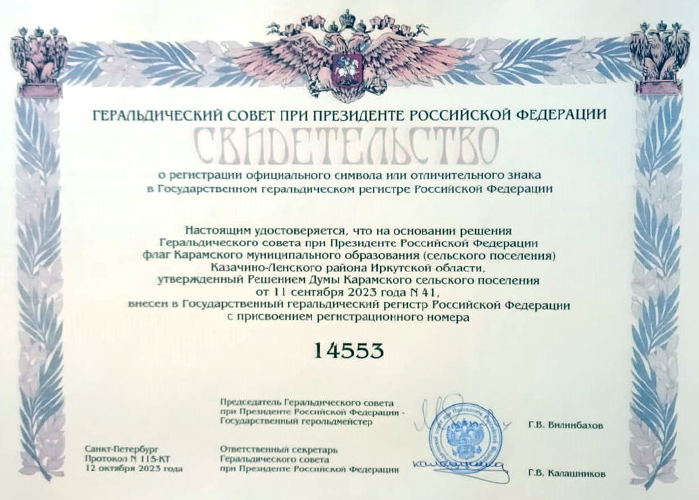 ГЕРАЛЬДИЧЕСКИЙ СОВЕТ ПРИ ПРЕЗИДЕНТЕ РОССИЙСКОЙ ФЕДЕРАЦИИ
СВИДЕТЕЛЬСТВО
о регистрации официального символа или отличительного знака
в Государственном геральдическом регистре Российской Федерации
Настоящим удостоверяется, что на основании решения
Геральдического совета при Президенте Российской Федерации
флаг Карамского муниципального образования (сельского поселения)
Казачино-Ленского района Иркутской области,
утвержденный Решением Думы Карамского сельского поселения
от 11 сентября 2023 года N 41,
внесен в Государственный геральдический регистр Российской Федерации
с присвоением регистрационного номера
14553
Председатель Геральдического совета
при Президенте Российской Федерации -
Государственный герольдмейстер
Г.В. Вилинбахов
Санкт-Петербург
Протокол N 115-КТ
12 октября 2023 года
Ответственный секретарь
Геральдического совета
при Президенте Российской Федерации
Г.В. Калашников